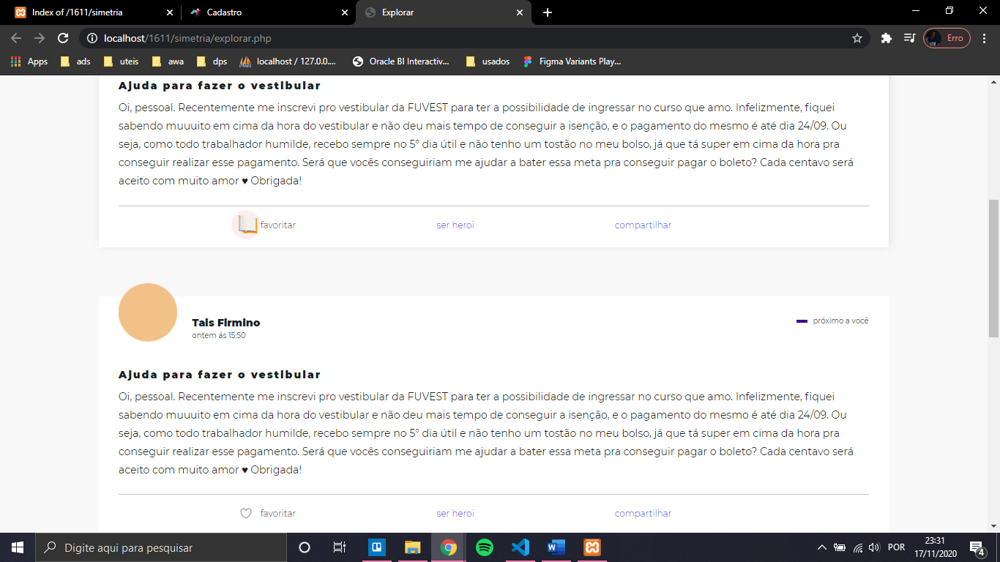 Index of /1611/simetria
Cadastro
Explorar
localhost/1611/simetria/explorar.php
Erro
Apps
ads
uteis
awa
dps
localhost / 127.0.0....
Oracle BI Interactiv...
usados
Figma Variants Play...
Ajuda para fazer o vestibular
Oi, pessoal. Recentemente me inscrevi pro vestibular da FUVEST para ter a possibilidade de ingressar no curso que amo. Infelizmente, fiquei
sabendo muuuito em cima da hora do vestibular e não deu mais tempo de conseguir a isenção, e o pagamento do mesmo é até dia 24/09. Ou
seja, como todo trabalhador humilde, recebo sempre no 5° dia útil e não tenho um tostão no meu bolso, já que tá super em cima da hora pra
conseguir realizar esse pagamento. Será que vocês conseguiriam me ajudar a bater essa meta pra conseguir pagar o boleto? Cada centavo será
aceito com muito amor ♥ Obrigada!
favoritar
ser heroi
compartilhar
Tais Firmino
ontem ás 15:50
próximo a você
Ajuda para fazer o vestibular
Oi, pessoal. Recentemente me inscrevi pro vestibular da FUVEST para ter a possibilidade de ingressar no curso que amo. Infelizmente, fiquei
sabendo muuuito em cima da hora do vestibular e não deu mais tempo de conseguir a isenção, e o pagamento do mesmo é até dia 24/09. Ou
seja, como todo trabalhador humilde, recebo sempre no 5° dia útil e não tenho um tostão no meu bolso, já que tá super em cima da hora pra
conseguir realizar esse pagamento. Será que vocês conseguiriam me ajudar a bater essa meta pra conseguir pagar o boleto? Cada centavo será
aceito com muito amor ♥ Obrigada!
favoritar
ser heroi
compartilhar
Digite aqui para pesquisar
POR
23:31
17/11/2020
4